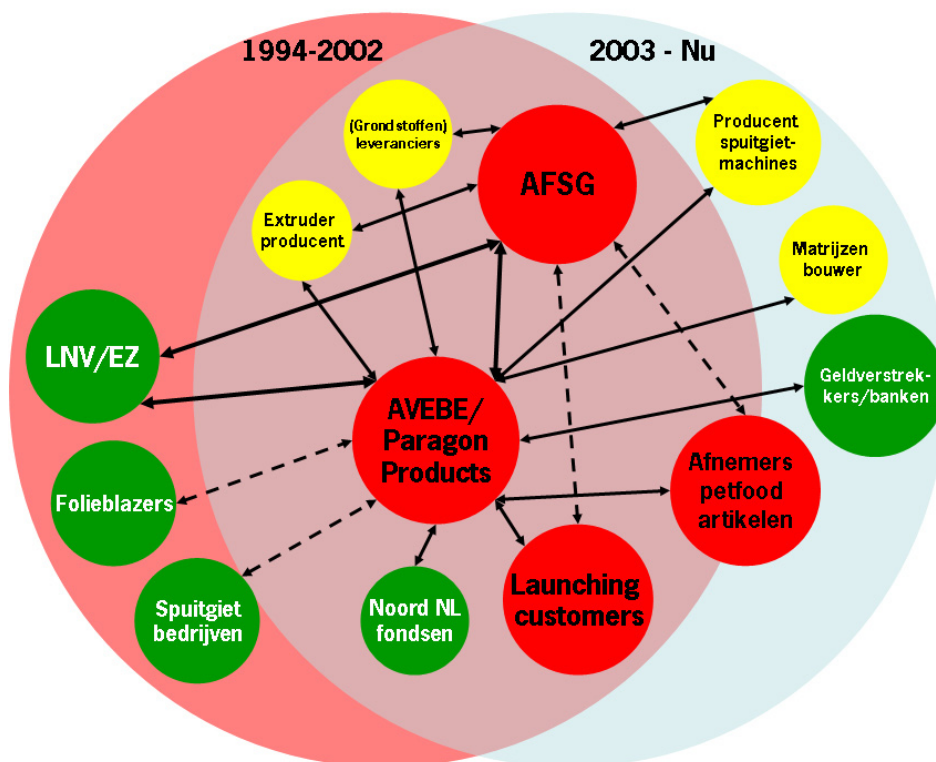 1994-2002
2003 - Nu
(Grondstoffen)
leveranciers
AFSG
Producent
spuitgiet-
machines
Extruder
producent
Matrijzen
bouwer
LNV/EZ
Geldverstrek-
kers/banken
AVEBE/
Paragon
Products
Afnemers
petfood
artikelen
Folieblazers
Spuitgiet
bedrijven
Noord NL
fondsen
Launching
customers